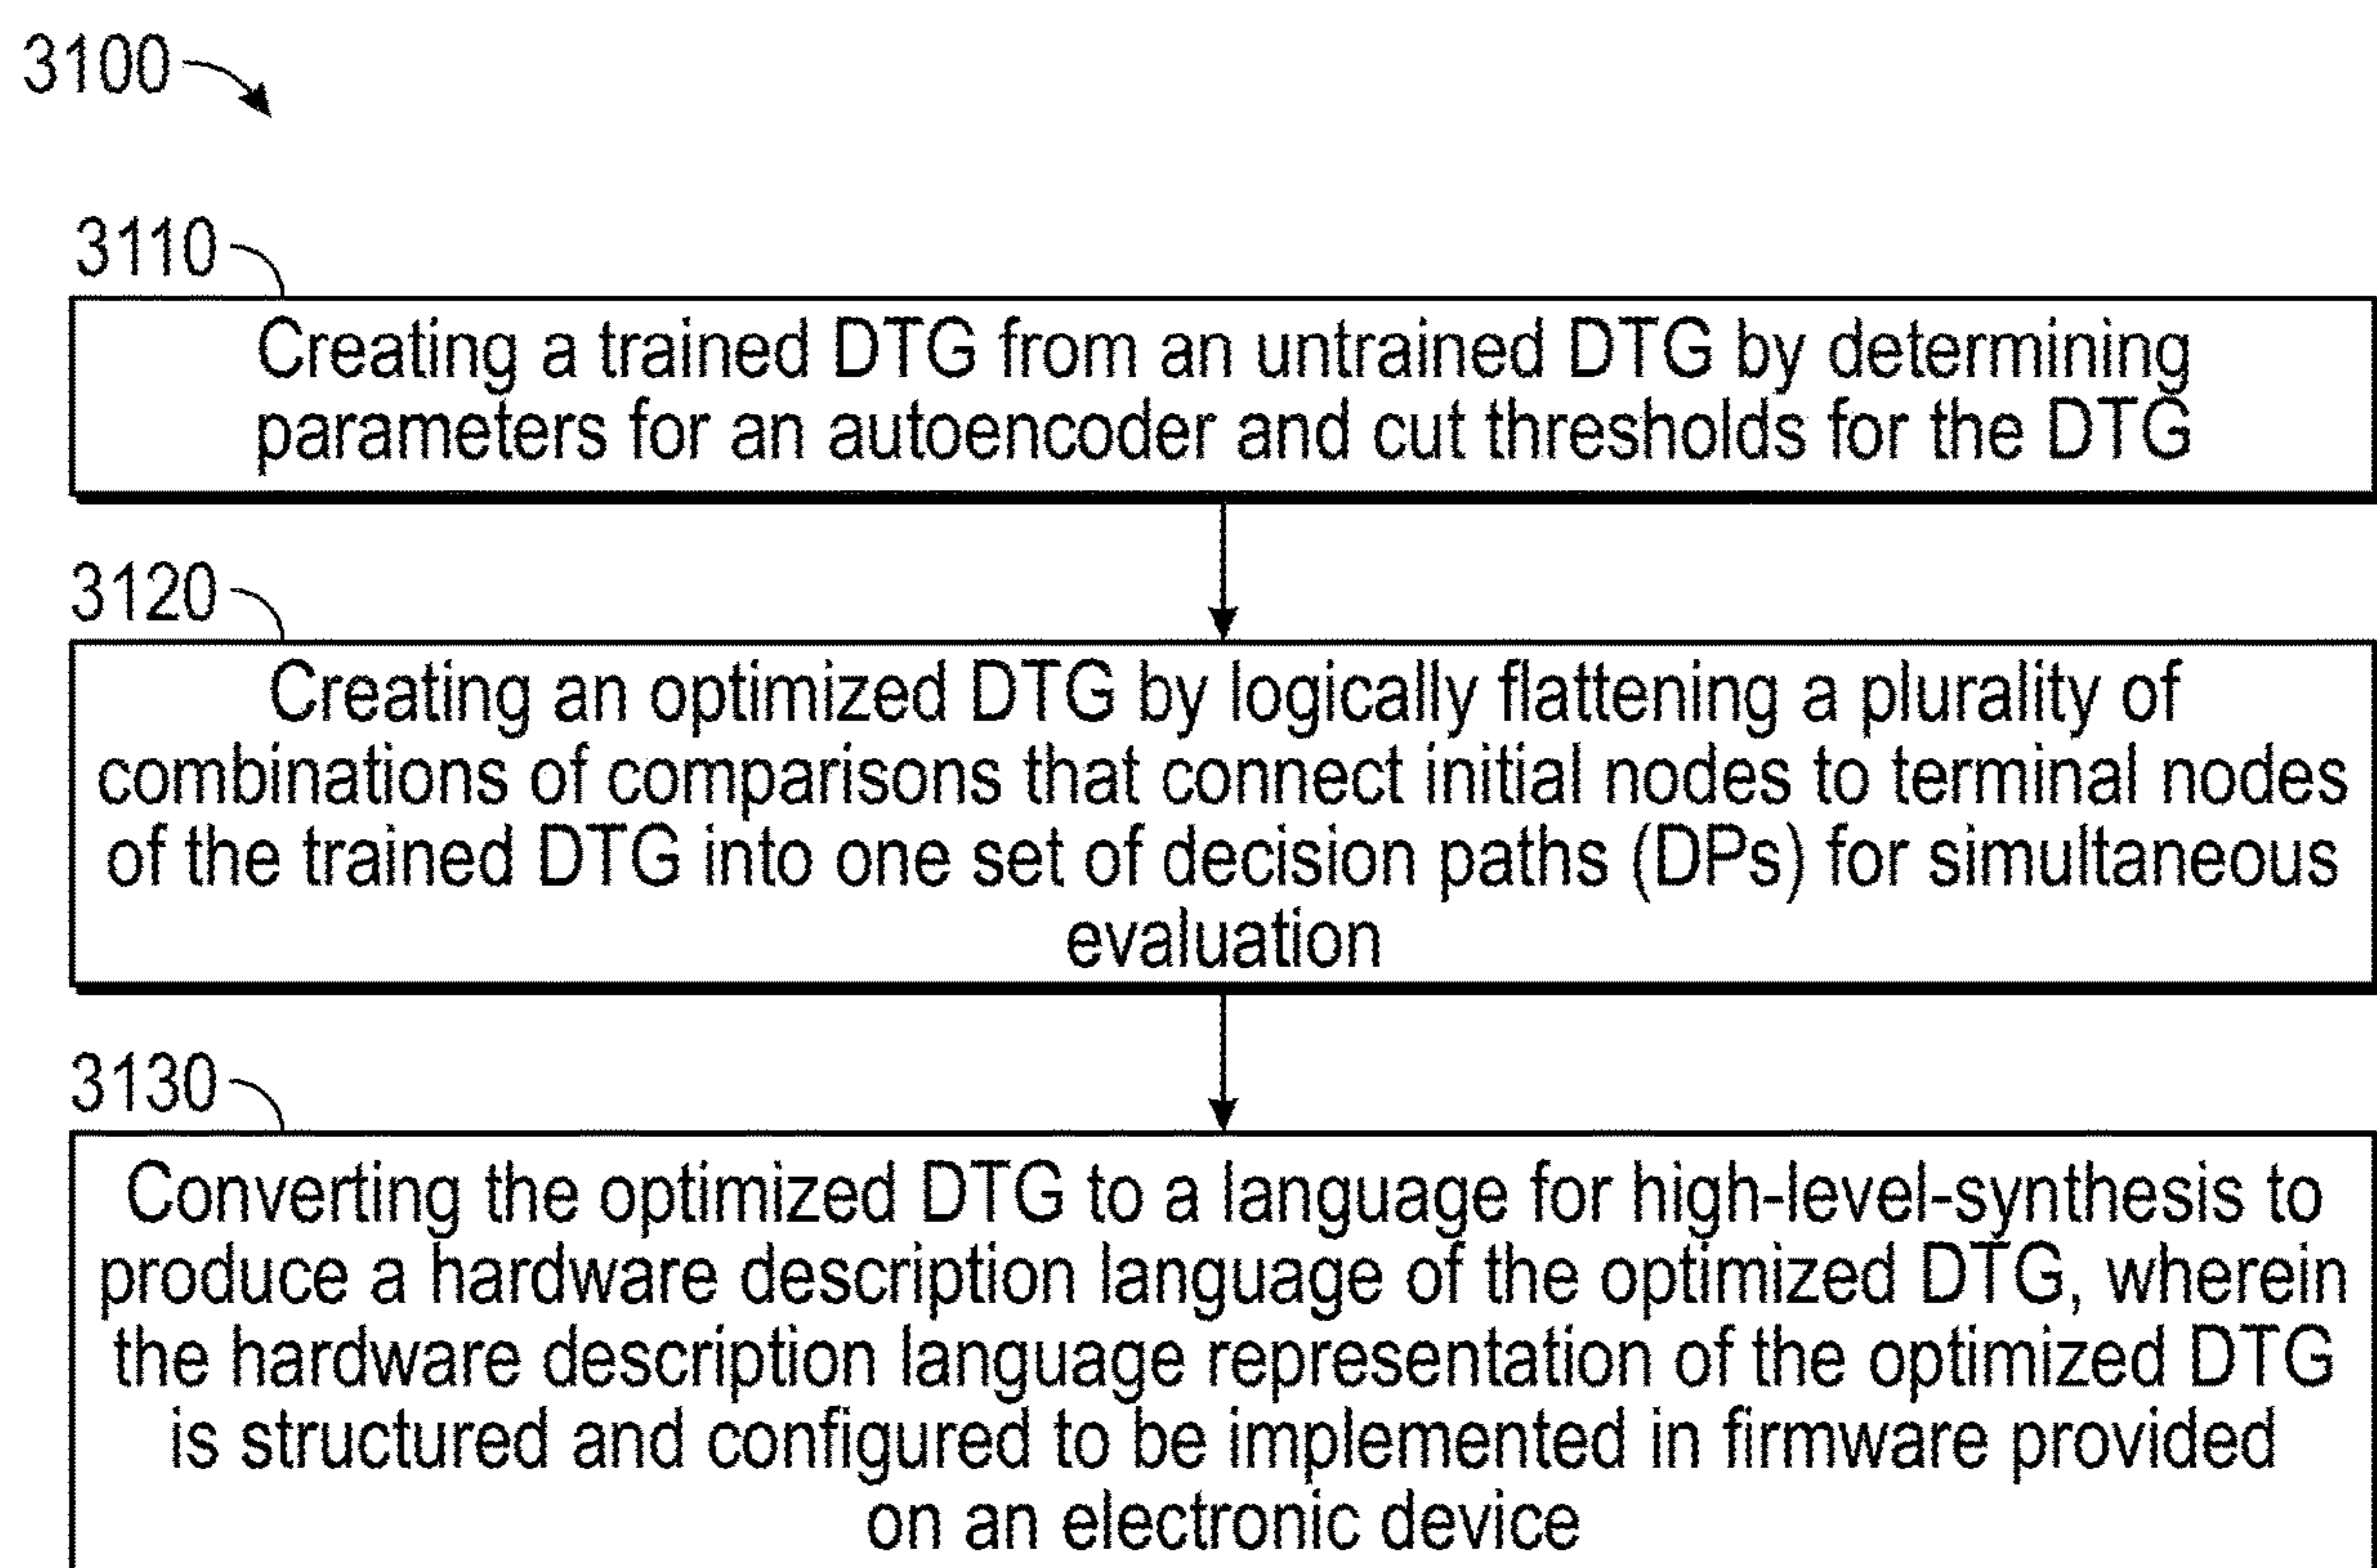 3100
3110
Creating a trained DTG from an untrained DTG by determining
parameters for an autoencoder and cut thresholds for the DTG
3120
Creating an optimized DTG by logically flattening a plurality of
combinations of comparisons that connect initial nodes to terminal nodes
of the trained DTG into one set of decision paths (DPs) for simultaneous
evaluation
3130
Converting the optimized DTG to a language for high-level-synthesis to
produce a hardware description language of the optimized DTG, wherein
the hardware description language representation of the optimized DTG
is structured and configured to be implemented in firmware provided
on an electronic device